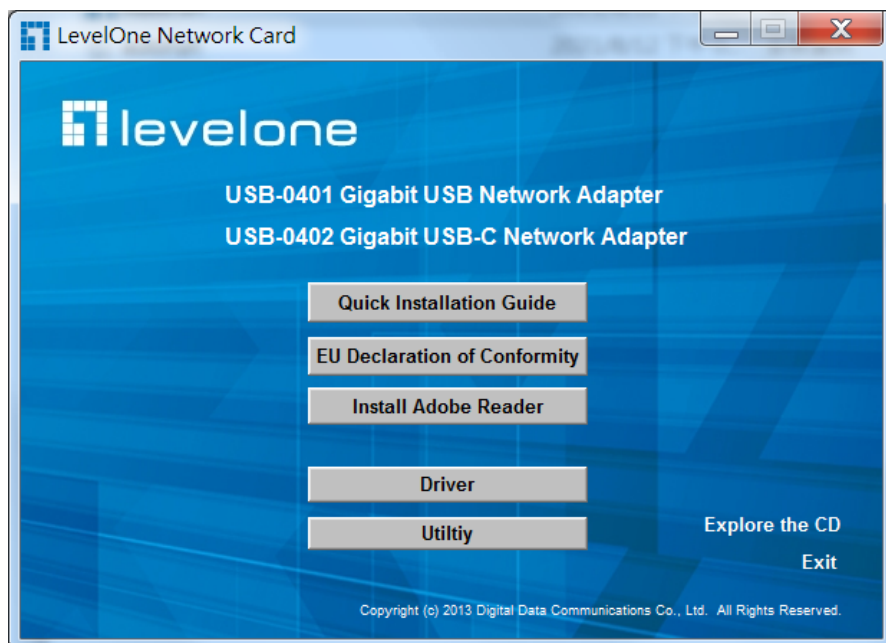 LevelOne Network Card
levelone
USB-0401 Gigabit USB Network Adapter
USB-0402 Gigabit USB-C Network Adapter
Quick Installation Guide
EU Declaration of Conformity
Install Adobe Reader
Driver
Utiltiy
Explore the CD
Exit
Copyright (c) 2013 Digital Data Communications Co., Ltd. All Rights Reserved.